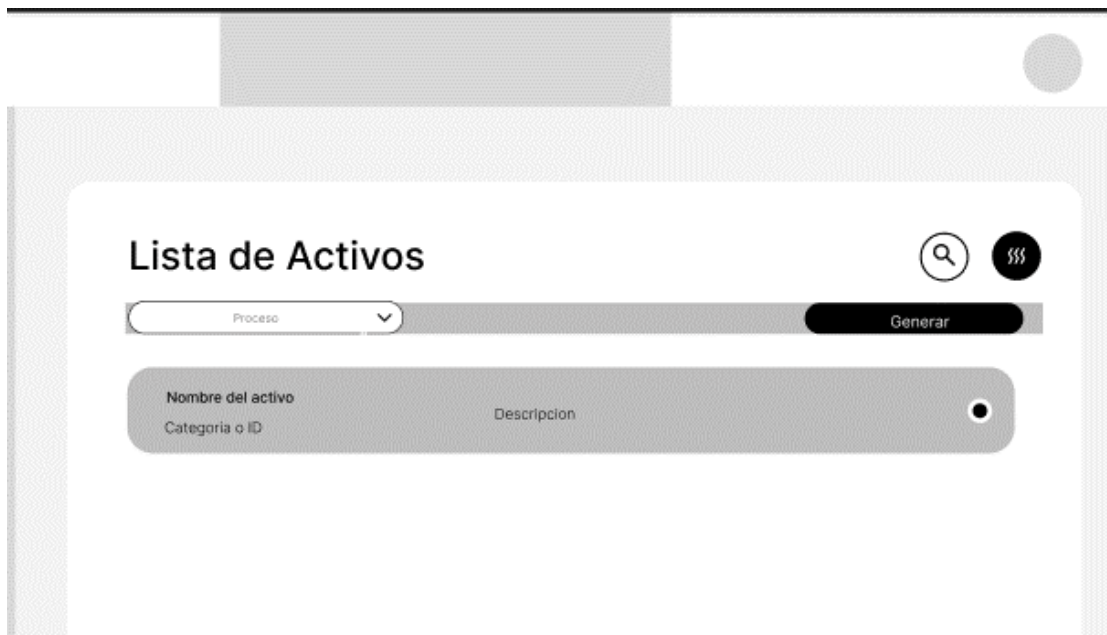 Lista de Activos
Proceso
Generar
Nombre del activo
Descripcion
Categoria o ID